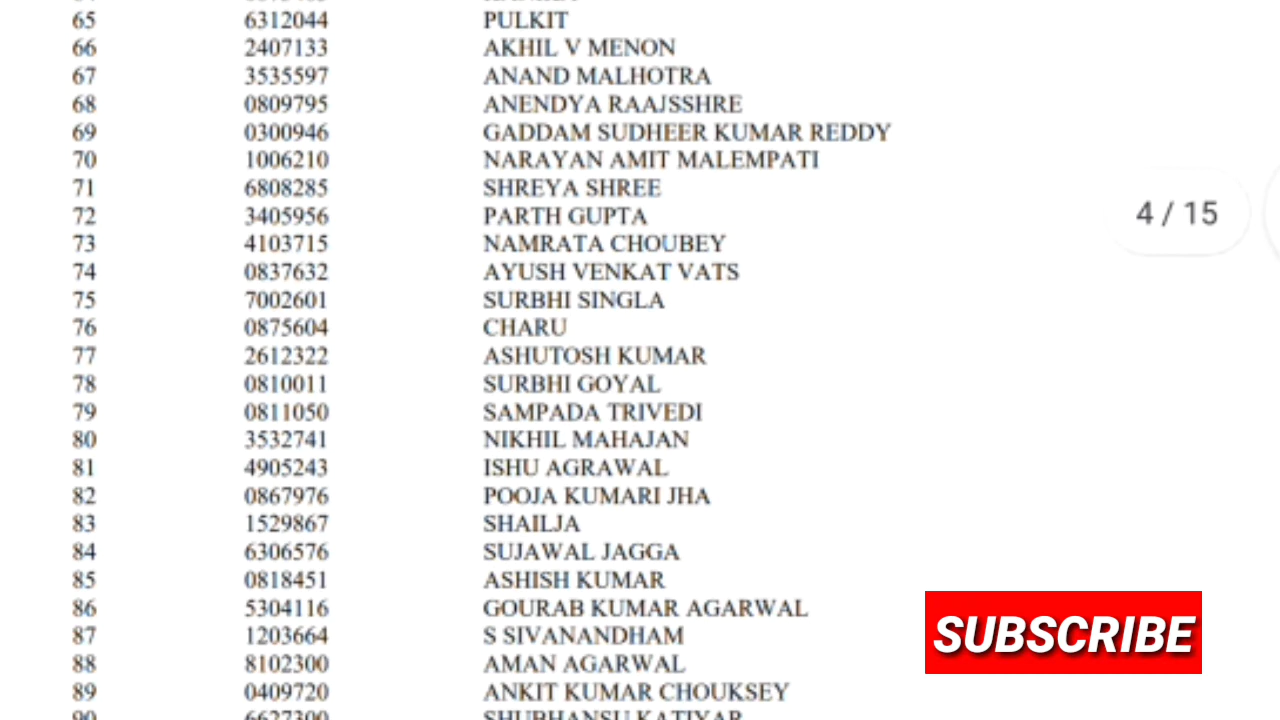 65 6312044 PULKIT
66 2407133 AKHIL V MENON
67 3535597 ANAND MALHOTRA
68 0809795 ANENDYA RAAJSSHRE
69 0300946 GADDAM SUDHEER KUMAR REDDY
70 1006210 NARAYAN AMIT MALEMPATI
71 6808285 SHREYA SHREE
72 3405956 PARTH GUPTA
73 4103715 NAMRATA CHOUBEY
74 0837632 AYUSH VENKAT VATS
75 7002601 SURBHI SINGLA
76 0875604 CHARU
77 2612322 ASHUTOSH KUMAR
78 0810011 SURBHI GOYAL
79 0811050 SAMPADA TRIVEDI
80 3532741 NIKHIL MAHAJAN
81 4905243 ISHU AGRAWAL
82 0867976 POOJA KUMARI JHA
83 1529867 SHAILJA
84 6306576 SUJAWAL JAGGA
85 0818451 ASHISH KUMAR
86 5304116 GOURAB KUMAR AGARWAL
87 1203664 S SIVANANDHAM
88 8102300 AMAN AGARWAL
89 0409720 ANKIT KUMAR CHOUKSEY
90 6627300 SHUBHANSU KATIYAR
4 / 15
SUBSCRIBE